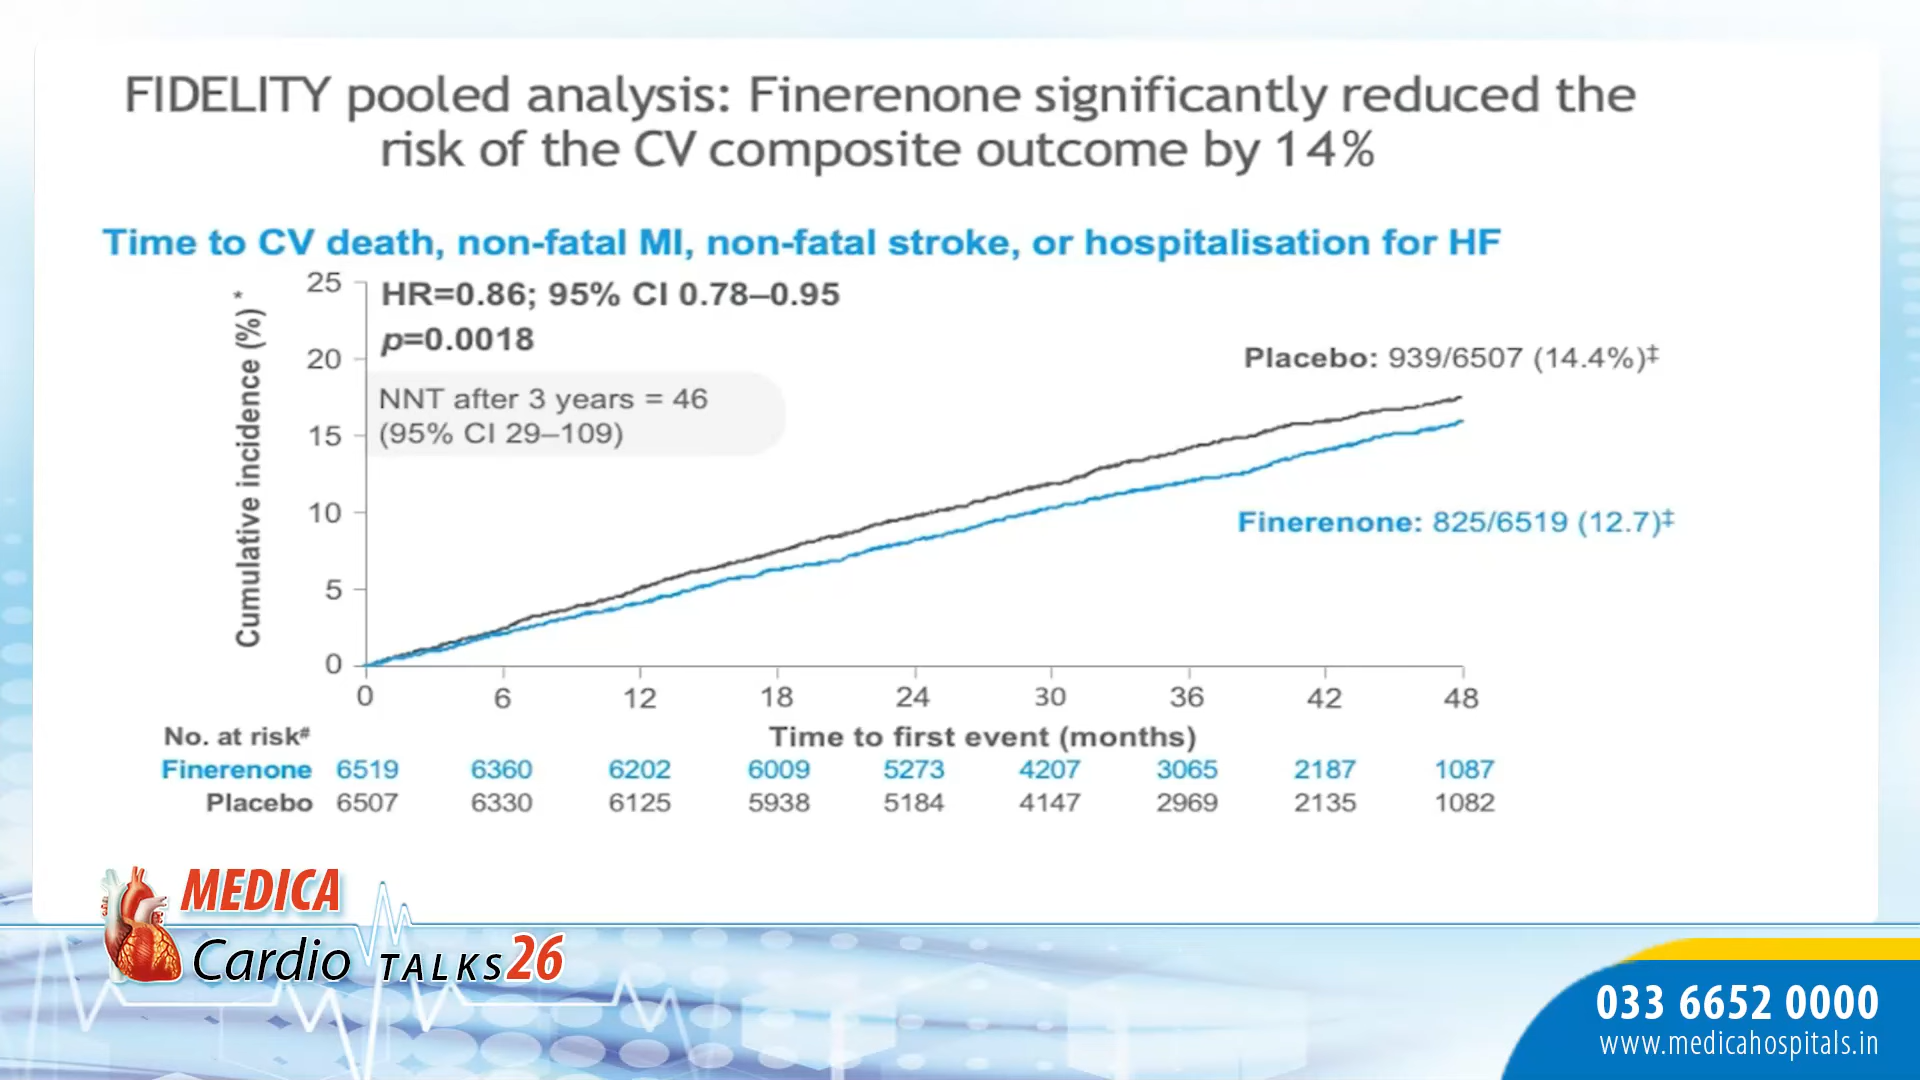 FIDELITY pooled analysis: Finerenone significantly reduced the
risk of the CV composite outcome by 14%
Time to CV death, non-fatal MI, non-fatal stroke, or hospitalisation for HF
Cumulative incidence (%) *
25
20
15
10
5
0
HR=0.86; 95% CI 0.78–0.95
p=0.0018
NNT after 3 years = 46
(95% CI 29–109)
Placebo: 939/6507 (14.4%)‡
Finerenone: 825/6519 (12.7)‡
0 6 12 18 24 30 36 42 48
No. at risk# Time to first event (months)
Finerenone 6519 6360 6202 6009 5273 4207 3065 2187 1087
Placebo 6507 6330 6125 5938 5184 4147 2969 2135 1082
MEDICA
Cardio TALKS 26
033 6652 0000
www.medicahospitals.in